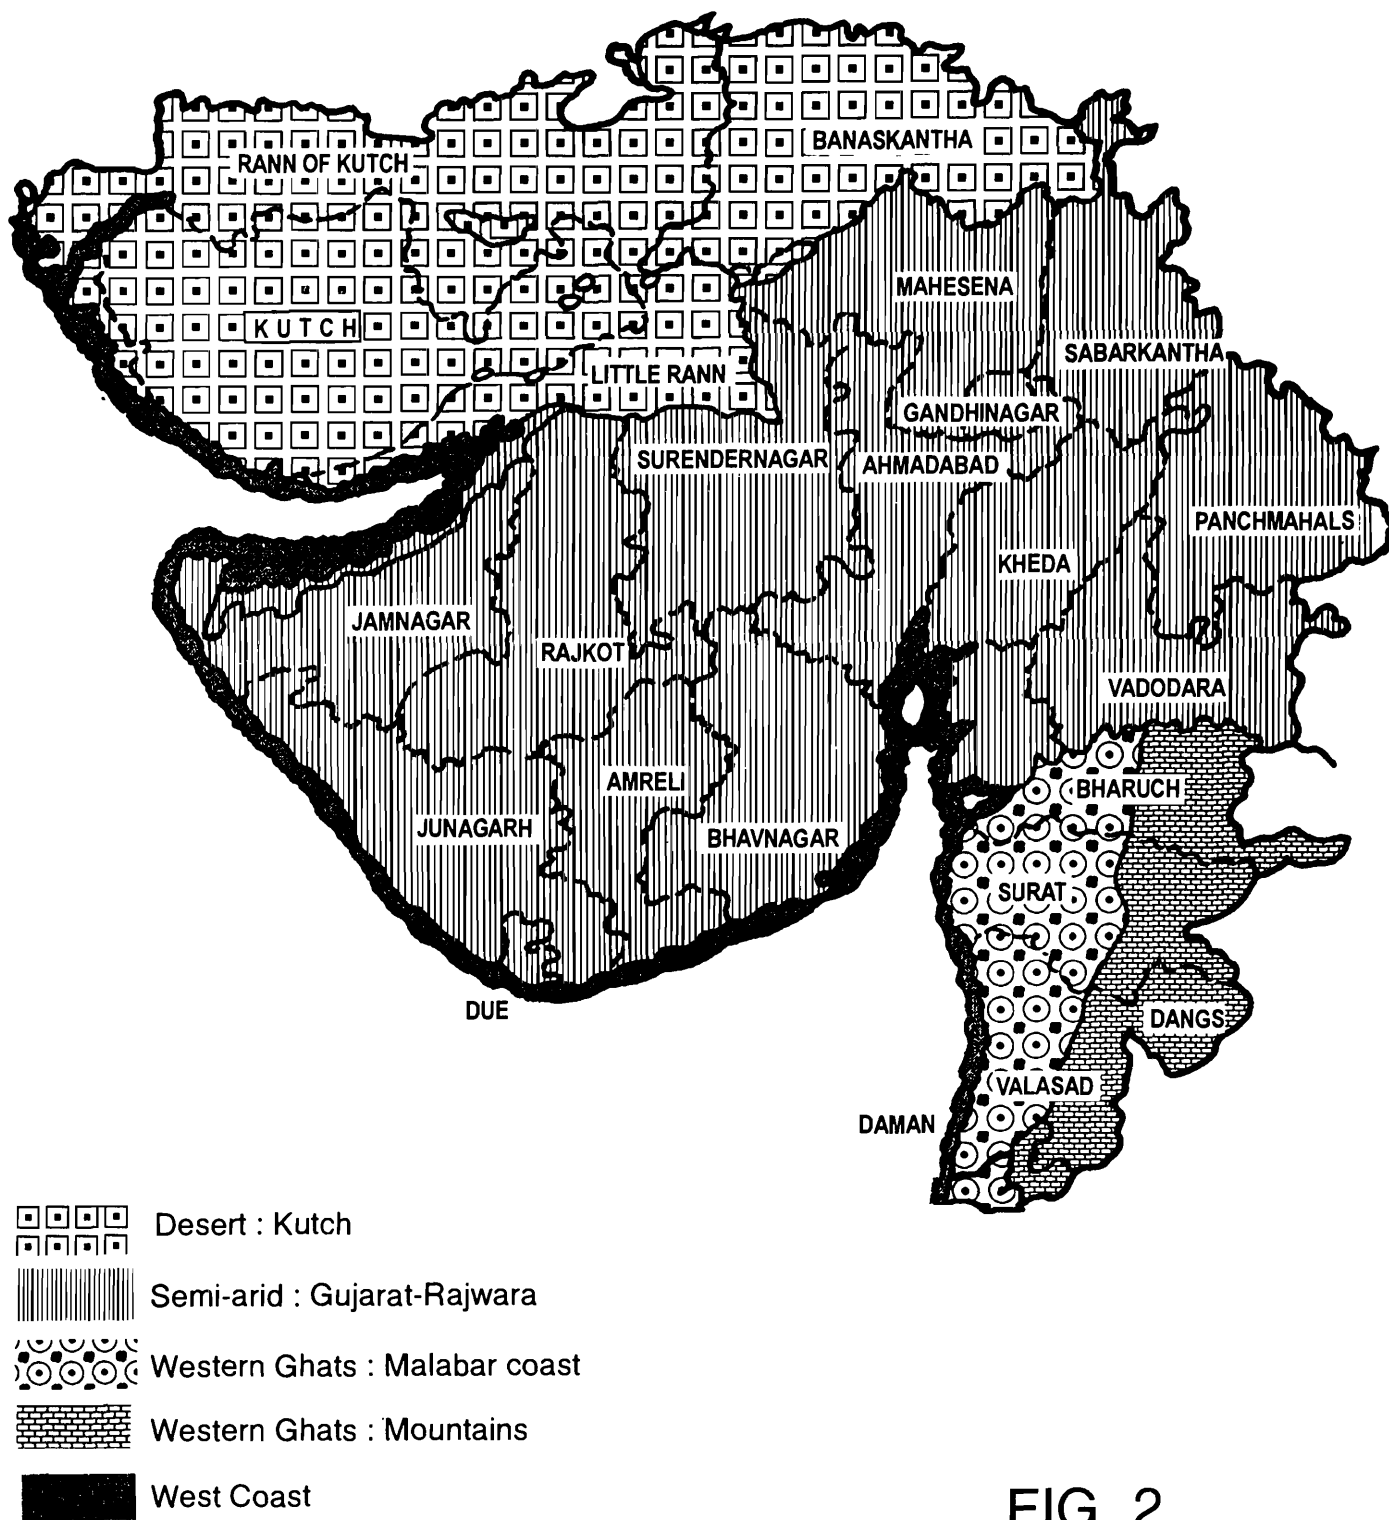 BANASKANTHA
RANN OF KUTCH
MAHESENA
KUTCH
SABARKANTHA
LITTLE RANN
GANDHINAGAR
SURENDERNAGAR
AHMADABAD
PANCHMAHALS
KHEDA
JAMNAGAR
RAJKOT
VADODARA
AMRELI
BHARUCH
JUNAGARH
BHAVNAGAR
SURAT
DUE
DANGS
VALASAD
DAMAN
Desert : Kutch
Semi-arid : Gujarat-Rajwara
Western Ghats : Malabar coast
Western Ghats : Mountains
West Coast
FIG. 2